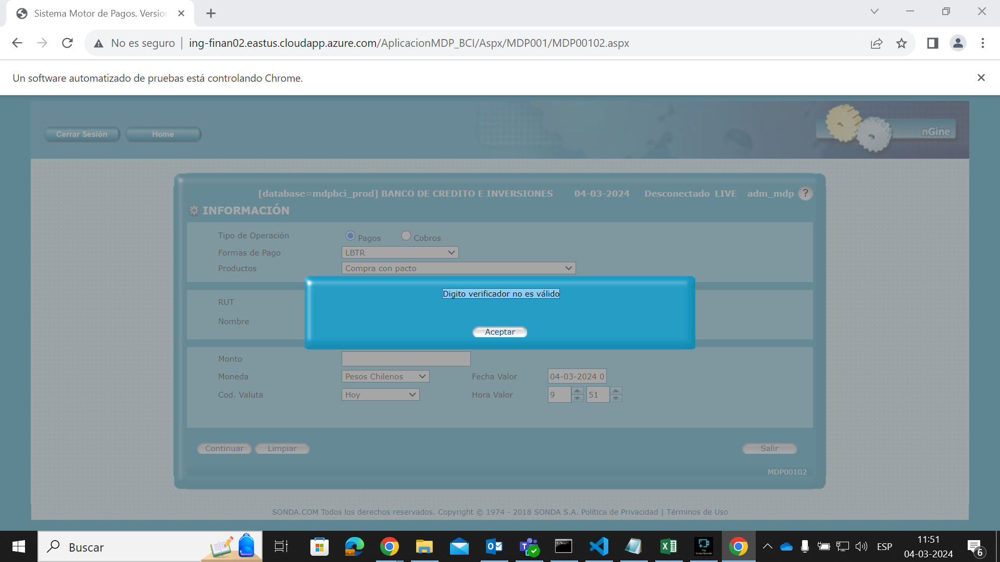 Sistema Motor de Pagos. Version
No es seguro
ing-finan02.eastus.cloudapp.azure.com/AplicacionMDP_BCI/Aspx/MDP001/MDP00102.aspx
Un software automatizado de pruebas está controlando Chrome.
Cerrar Sesión
Home
nGine
[database=mdpbci_prod] BANCO DE CREDITO E INVERSIONES 04-03-2024 Desconectado LIVE adm_mdp ?
INFORMACIÓN
Tipo de Operación Pagos Cobros
Formas de Pago LBTR
Productos Compra con pacto
Digito verificador no es válido
RUT
Nombre
Aceptar
Monto
Moneda Pesos Chilenos Fecha Valor 04-03-2024 0
Cod. Valuta Hoy Hora Valor 9 51
Continuar Limpiar Salir
MDP00102
SONDA.COM Todos los derechos reservados. Copyright © 1974 - 2018 SONDA S.A. Política de Privacidad | Términos de Uso
Buscar
ESP
11:51
04-03-2024
6